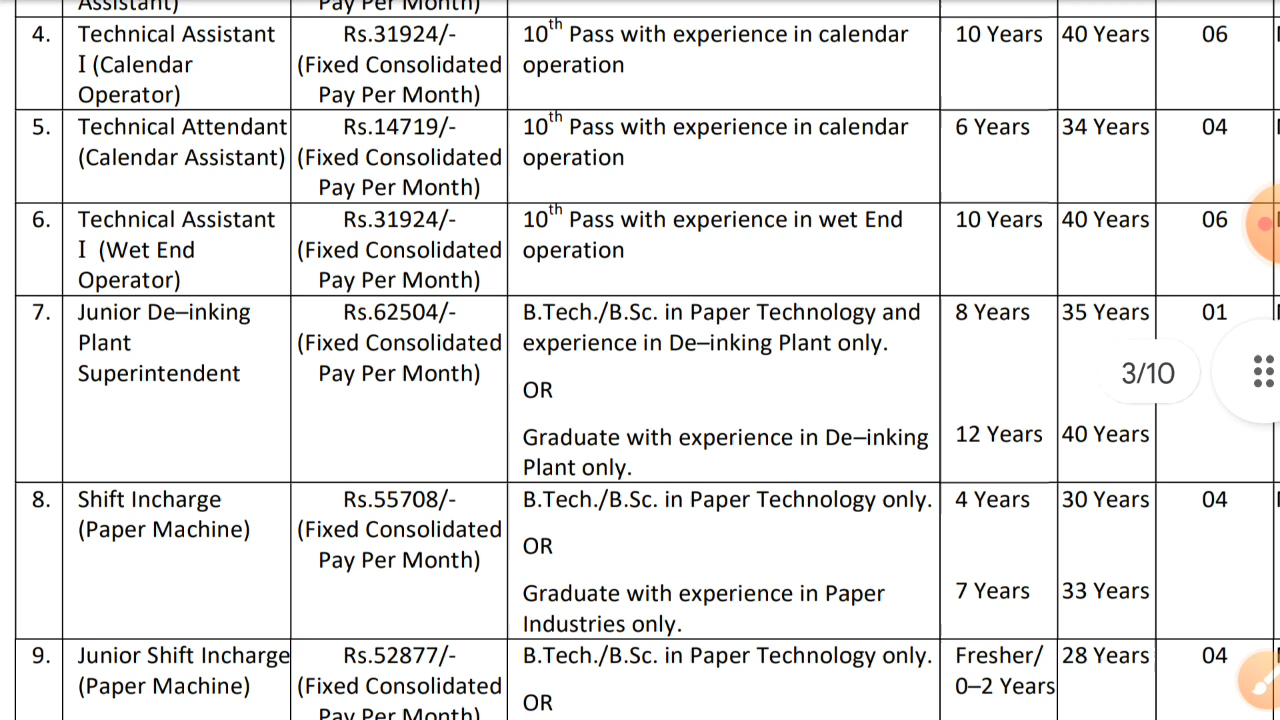 Assistant)
Pay Per Month)
4.
Technical Assistant
I (Calendar
Operator)
Rs.31924/-
(Fixed Consolidated
Pay Per Month)
10th Pass with experience in calendar
operation
10 Years
40 Years
06
5.
Technical Attendant
(Calendar Assistant)
Rs.14719/-
(Fixed Consolidated
Pay Per Month)
10th Pass with experience in calendar
operation
6 Years
34 Years
04
6.
Technical Assistant
I (Wet End
Operator)
Rs.31924/-
(Fixed Consolidated
Pay Per Month)
10th Pass with experience in wet End
operation
10 Years
40 Years
06
7.
Junior De–inking
Plant
Superintendent
Rs.62504/-
(Fixed Consolidated
Pay Per Month)
B.Tech./B.Sc. in Paper Technology and
experience in De–inking Plant only.
OR
Graduate with experience in De–inking
Plant only.
8 Years
12 Years
35 Years
40 Years
01
3/10
8.
Shift Incharge
(Paper Machine)
Rs.55708/-
(Fixed Consolidated
Pay Per Month)
B.Tech./B.Sc. in Paper Technology only.
OR
Graduate with experience in Paper
Industries only.
4 Years
7 Years
30 Years
33 Years
04
9.
Junior Shift Incharge
(Paper Machine)
Rs.52877/-
(Fixed Consolidated
Pay Per Month)
B.Tech./B.Sc. in Paper Technology only.
OR
Fresher/
0–2 Years
28 Years
04